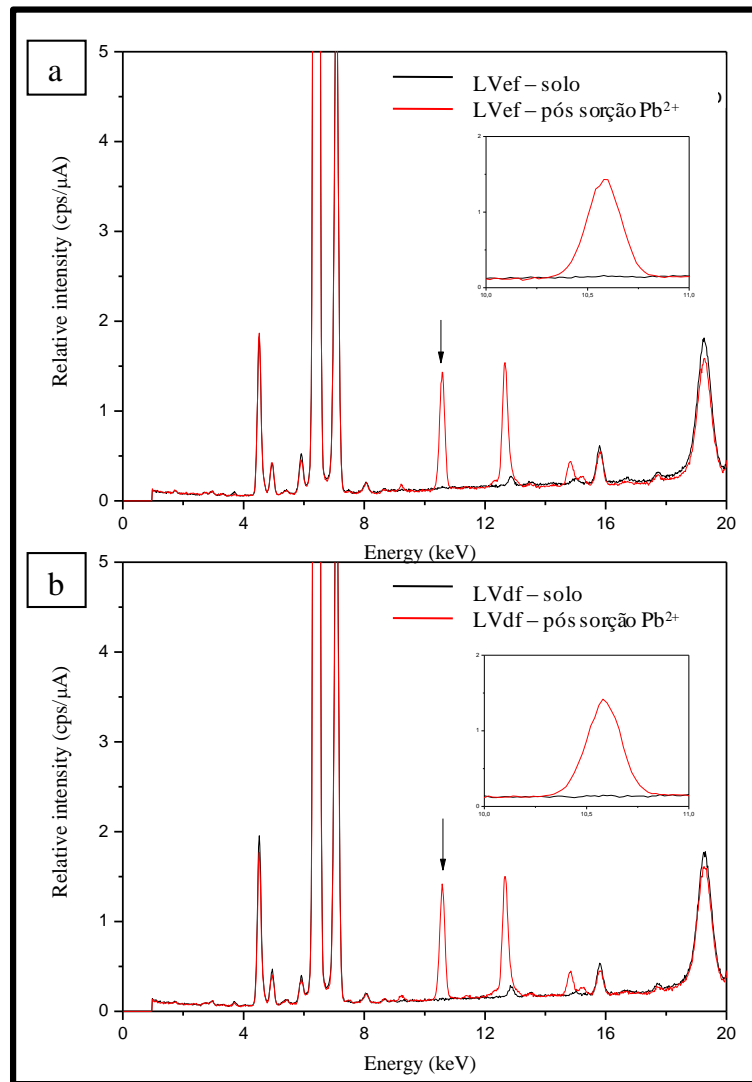 a
5
4
3
2
1
0
Relative intensity (cps/μA)
LVef – solo
LVef – pós sorção Pb²⁺
2
1
0
10,0 10,5 11,0
0 4 8 12 16 20
Energy (keV)
b
5
4
3
2
1
0
Relative intensity (cps/μA)
LVdf – solo
LVdf – pós sorção Pb²⁺
2
1
0
10,0 10,5 11,0
0 4 8 12 16 20
Energy (keV)